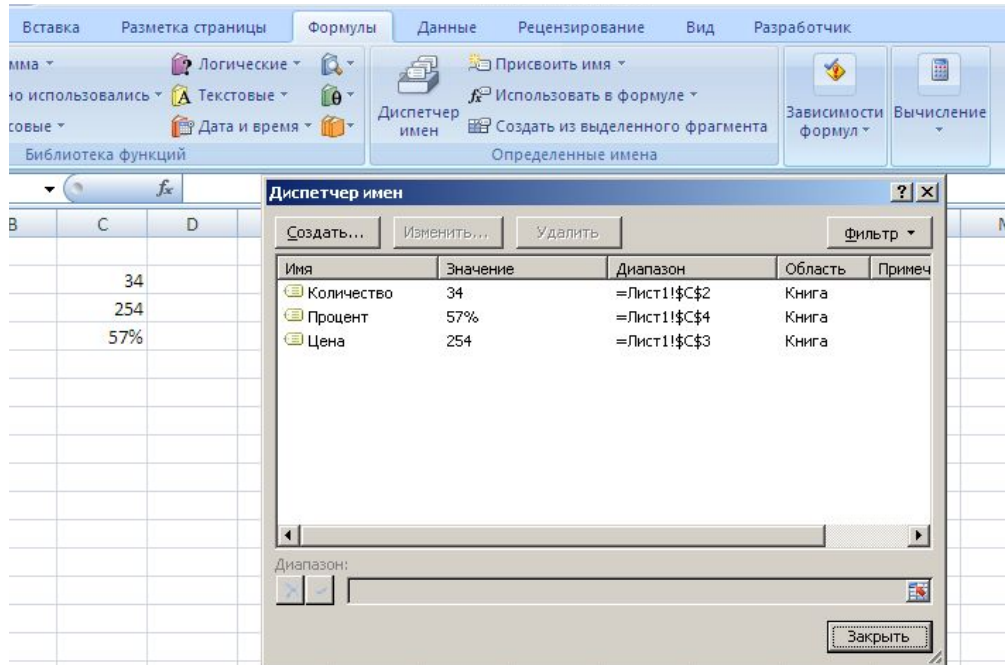 Вставка Разметка страницы Формулы Данные Рецензирование Вид Разработчик
Логические Присвоить имя
использовались Текстовые Использовать в формуле
Дата и время Создать из выделенного фрагмента
Диспетчер имен
Зависимости формул
Вычисление
Библиотека функций Определенные имена
fx
B C D
Диспетчер имен
Создать... Изменить... Удалить Фильтр
Имя Значение Диапазон Область Примеч
Количество 34 =Лист1!$C$2 Книга
Процент 57% =Лист1!$C$4 Книга
Цена 254 =Лист1!$C$3 Книга
34
254
57%
Диапазон:
Закрыть